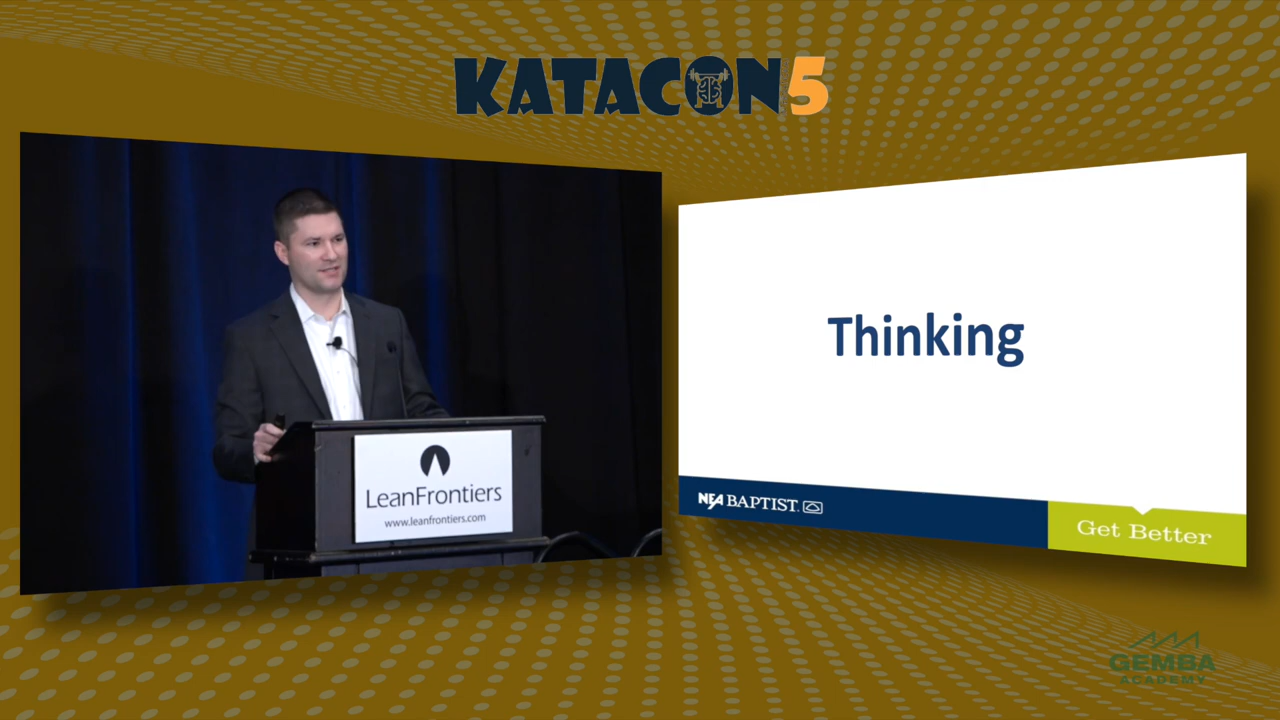 KATACON5
Thinking
LeanFrontiers
www.leanfrontiers.com
NEA BAPTIST.
Get Better
GEMBA
ACADEMY